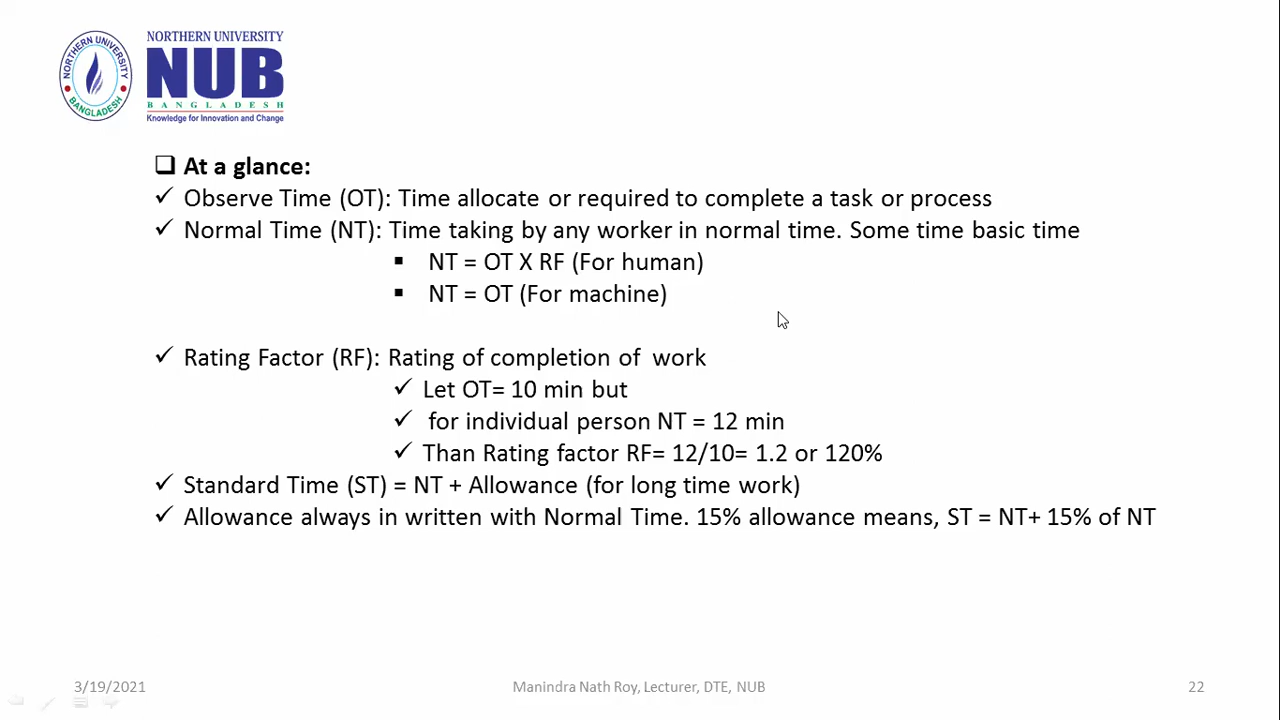 NORTHERN UNIVERSITY
NUB
BANGLADESH
Knowledge for Innovation and Change
NORTHERN UNIVERSITY
BANGLADESH
At a glance:
Observe Time (OT): Time allocate or required to complete a task or process
Normal Time (NT): Time taking by any worker in normal time. Some time basic time
NT = OT X RF (For human)
NT = OT (For machine)
Rating Factor (RF): Rating of completion of work
Let OT= 10 min but
for individual person NT = 12 min
Than Rating factor RF= 12/10= 1.2 or 120%
Standard Time (ST) = NT + Allowance (for long time work)
Allowance always in written with Normal Time. 15% allowance means, ST = NT+ 15% of NT
3/19/2021
Manindra Nath Roy, Lecturer, DTE, NUB
22